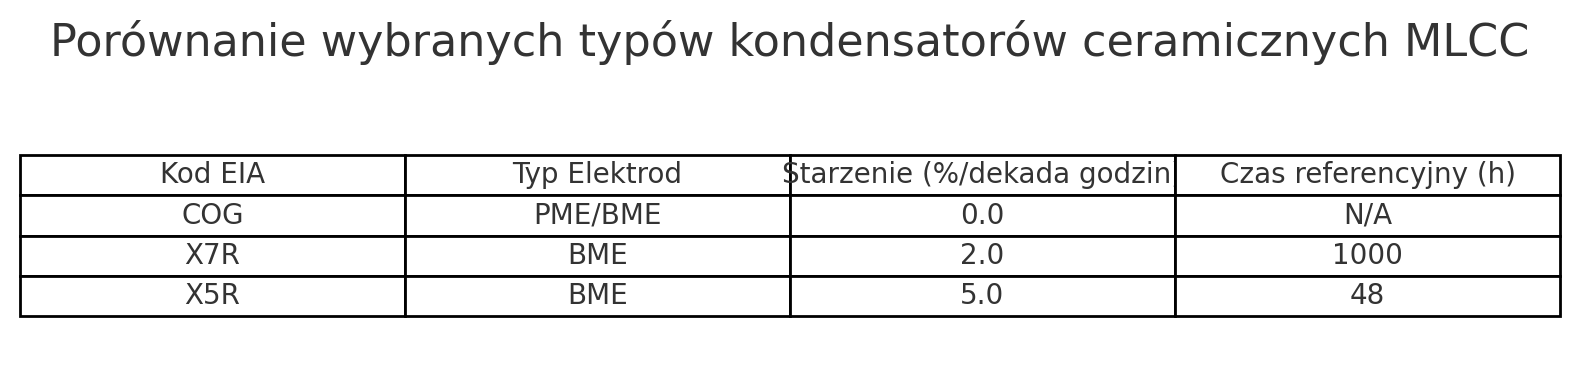 Porównanie wybranych typów kondensatorów ceramicznych MLCC
Kod EIA Typ Elektrod Starzenie (%/dekada godzin Czas referencyjny (h)
COG PME/BME 0.0 N/A
X7R BME 2.0 1000
X5R BME 5.0 48